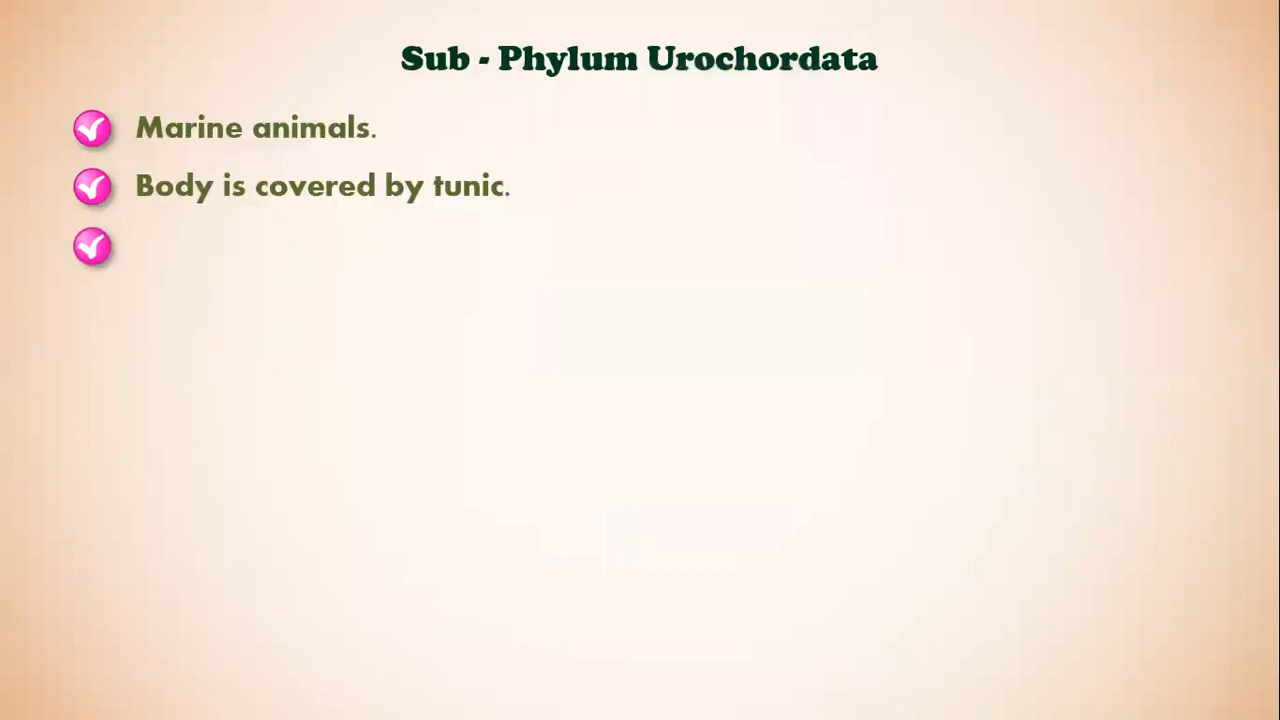 Sub - Phylum Urochordata
Marine animals.
Body is covered by tunic.